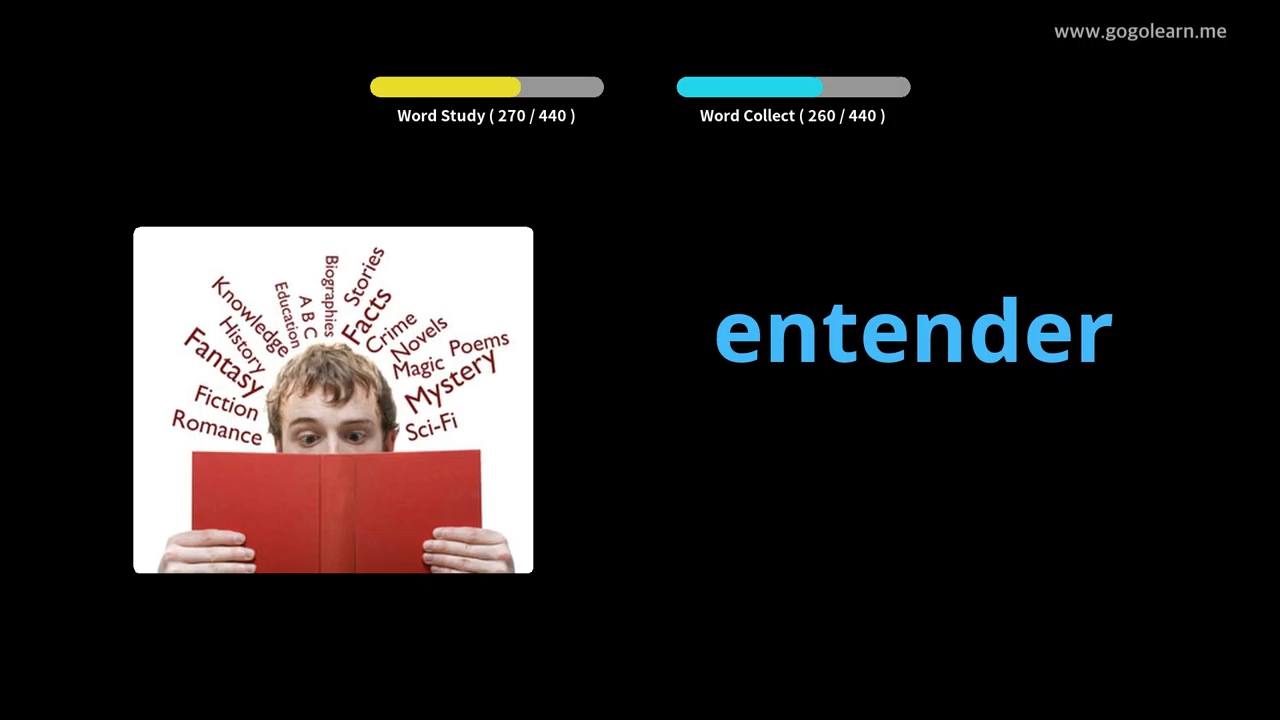 www.gogolearn.me
Word Study ( 270 / 440 )
Word Collect ( 260 / 440 )
Biographies
Stories
Education
A B C
Facts
Knowledge
Crime
History
Novels
Fantasy
Magic
Poems
Mystery
Fiction
Romance
Sci-Fi
entender